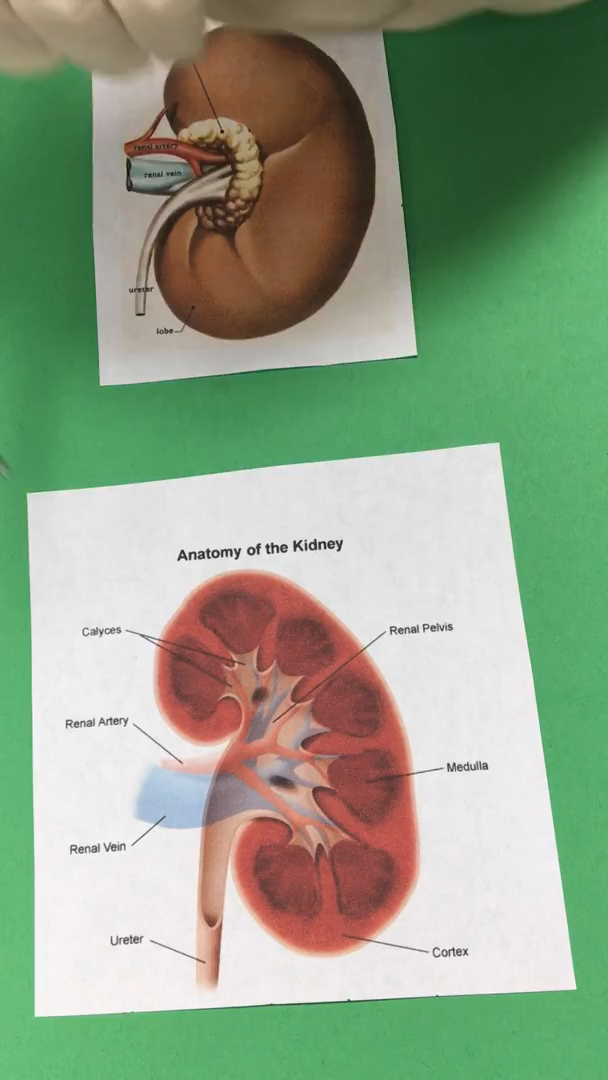 renal artery
renal vein
ureter
lobe
Anatomy of the Kidney
Calyces
Renal Pelvis
Renal Artery
Medulla
Renal Vein
Ureter
Cortex